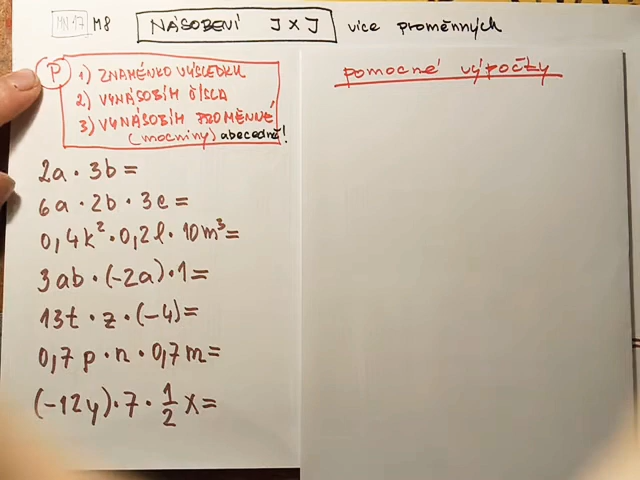 MN.17 M8 NÁSOBENÍ J x J více proměnných
P 1) ZNAMÉNKO VÝSLEDKU
2) VYNÁSOBÍM ČÍSLA
3) VYNÁSOBÍM PROMĚNNÉ
(mocniny) abecedně!
pomocné výpočty
2a · 3b =
6a · 2b · 3e =
0,4k² · 0,2l · 10m³ =
3ab · (-2a) · 1 =
13t · z · (-4) =
0,7p · n · 0,7m =
(-12y) · 7 · 1/2 x =